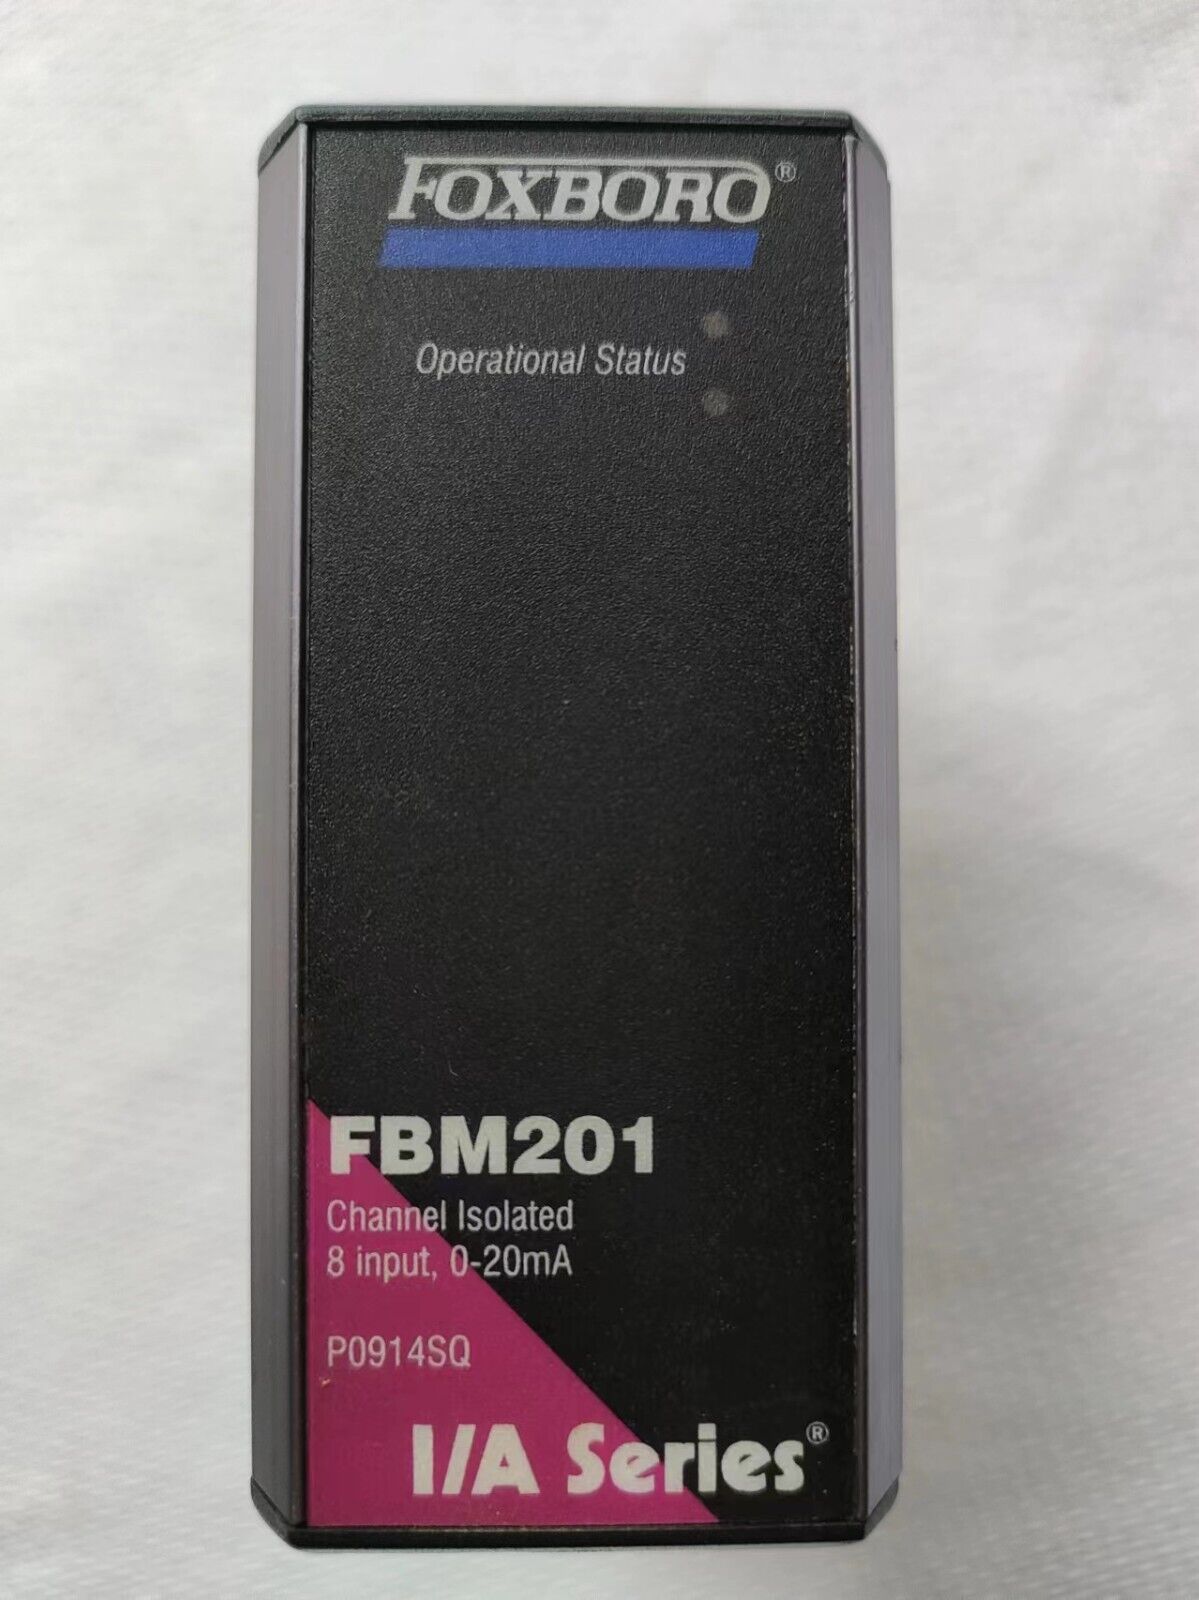 FOXBORO®
Operational Status
FBM201
Channel Isolated
8 input, 0-20mA
P0914SQ
I/A Series®